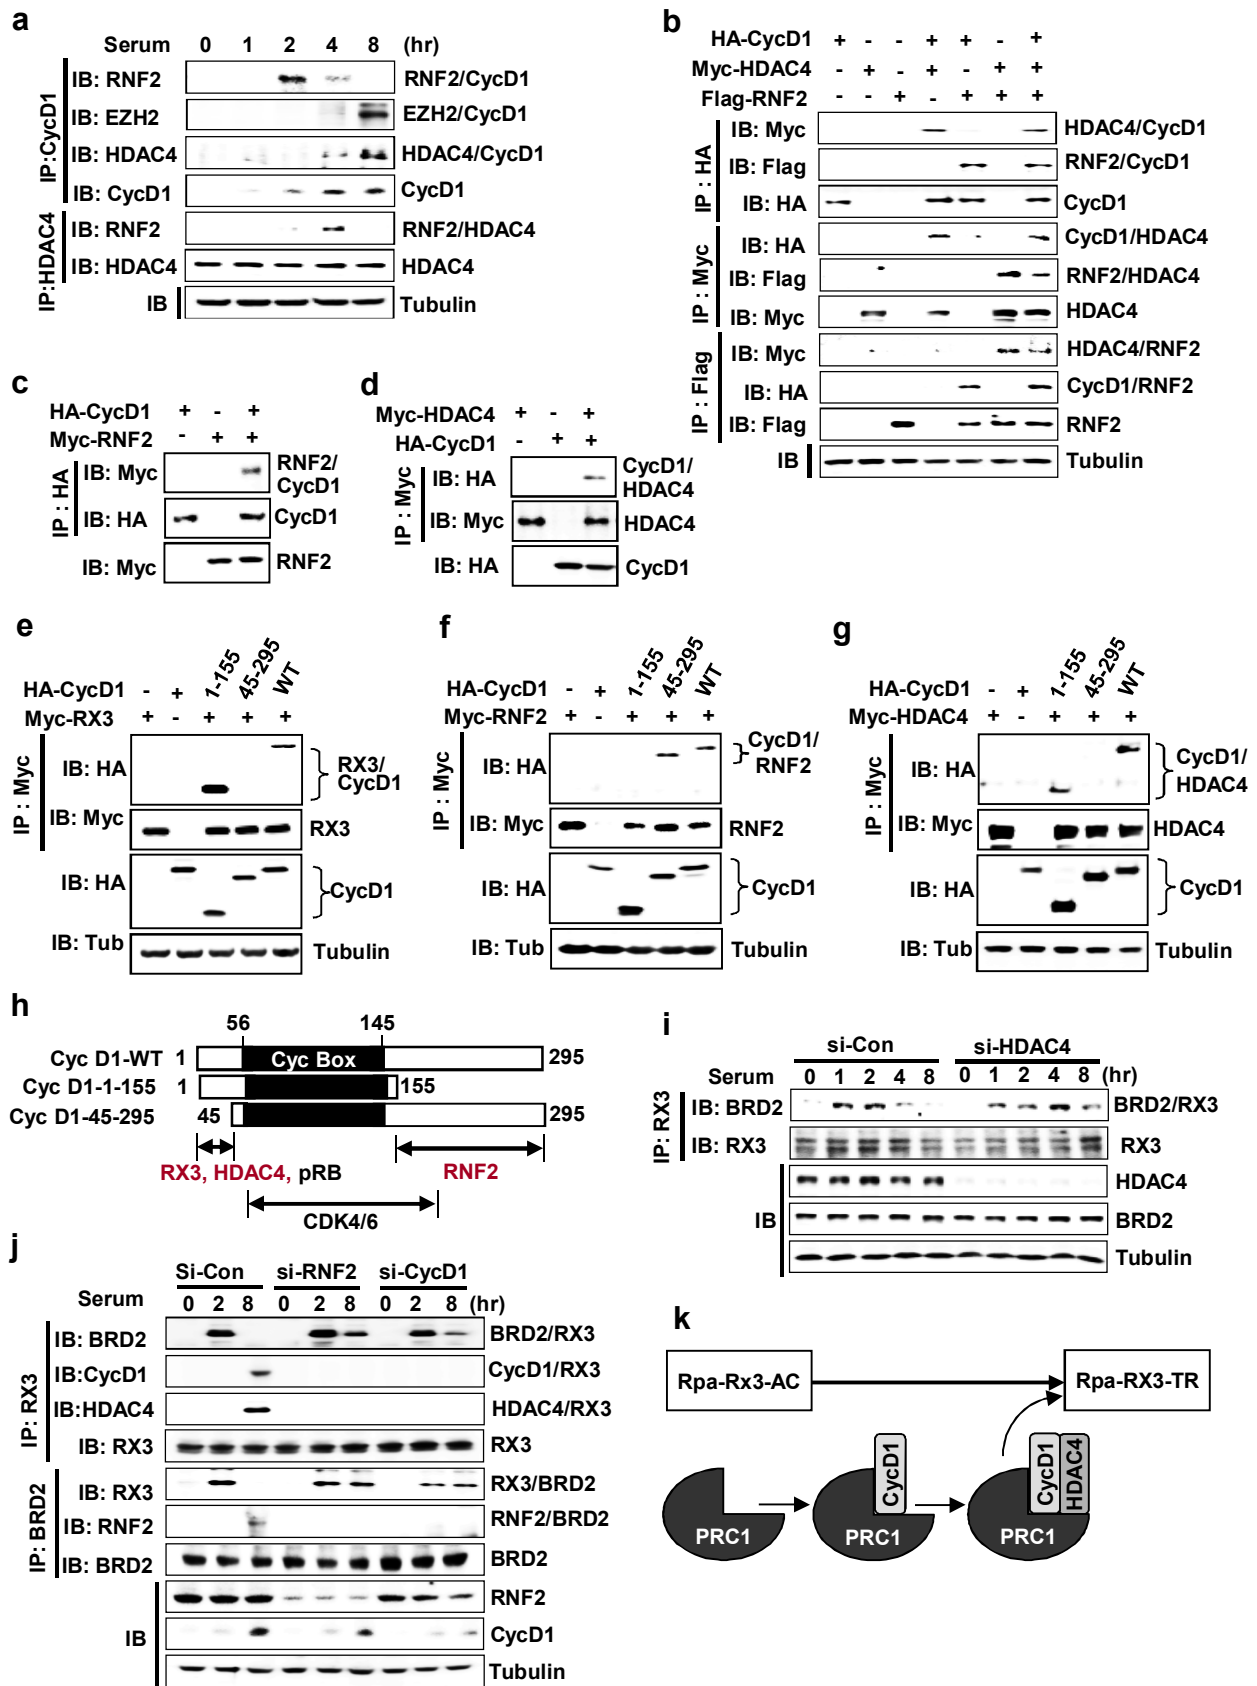 a
Serum 0 1 2 4 8 (hr)
IP:CycD1
IB: RNF2 RNF2/CycD1
IB: EZH2 EZH2/CycD1
IB: HDAC4 HDAC4/CycD1
IB: CycD1 CycD1
IP:HDAC4
IB: RNF2 RNF2/HDAC4
IB: HDAC4 HDAC4
IB Tubulin
b
HA-CycD1 + - - + + - +
Myc-HDAC4 - + - + - + +
Flag-RNF2 - - + - + + +
IP : HA
IB: Myc HDAC4/CycD1
IB: Flag RNF2/CycD1
IB: HA CycD1
IP : Myc
IB: HA CycD1/HDAC4
IB: Flag RNF2/HDAC4
IB: Myc HDAC4
IP : Flag
IB: Myc HDAC4/RNF2
IB: HA CycD1/RNF2
IB: Flag RNF2
IB Tubulin
c
HA-CycD1 + - +
Myc-RNF2 - + +
IP : HA
IB: Myc RNF2/
CycD1
IB: HA CycD1
IB: Myc RNF2
d
Myc-HDAC4 + - +
HA-CycD1 - + +
IP : Myc
IB: HA CycD1/
HDAC4
IB: Myc HDAC4
IB: HA CycD1
e
HA-CycD1 - + 1-155 45-295 WT
Myc-RX3 + - + + +
IP : Myc
IB: HA RX3/
CycD1
IB: Myc RX3
IB: HA CycD1
IB: Tub Tubulin
f
HA-CycD1 - + 1-155 45-295 WT
Myc-RNF2 + - + + +
IP : Myc
IB: HA CycD1/
RNF2
IB: Myc RNF2
IB: HA CycD1
IB: Tub Tubulin
g
HA-CycD1 - + 1-155 45-295 WT
Myc-HDAC4 + - + + +
IP : Myc
IB: HA CycD1/
HDAC4
IB: Myc HDAC4
IB: HA CycD1
IB: Tub Tubulin
h
56 145
Cyc D1-WT 1 Cyc Box 295
Cyc D1-1-155 1 155
Cyc D1-45-295 45 295
RX3, HDAC4, pRB RNF2
CDK4/6
i
si-Con si-HDAC4
Serum 0 1 2 4 8 0 1 2 4 8 (hr)
IP: RX3
IB: BRD2 BRD2/RX3
IB: RX3 RX3
IB
HDAC4
BRD2
Tubulin
j
Si-Con si-RNF2 si-CycD1
Serum 0 2 8 0 2 8 0 2 8 (hr)
IP: RX3
IB: BRD2 BRD2/RX3
IB:CycD1 CycD1/RX3
IB:HDAC4 HDAC4/RX3
IB: RX3 RX3
IP: BRD2
IB: RX3 RX3/BRD2
IB: RNF2 RNF2/BRD2
IB: BRD2 BRD2
IB
RNF2
CycD1
Tubulin
k
Rpa-Rx3-AC Rpa-RX3-TR
PRC1
CycD1
PRC1
CycD1
HDAC4
PRC1